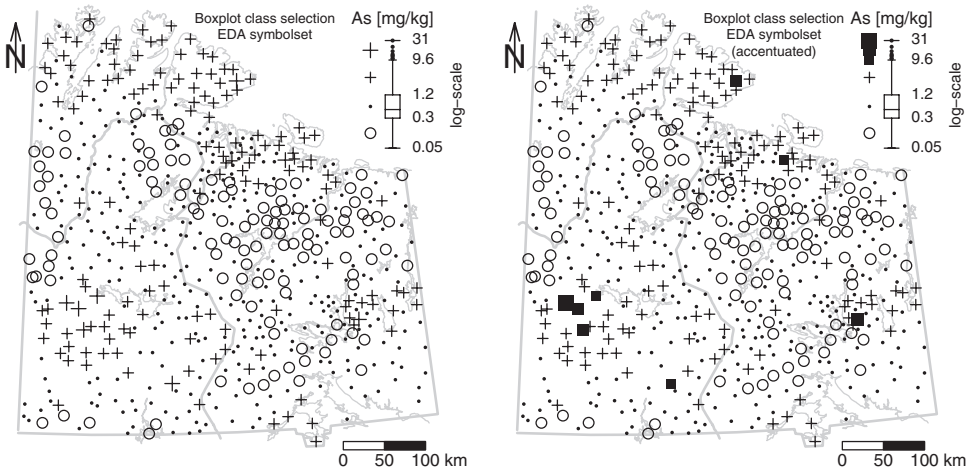 Boxplot class selection
EDA symbolset
As [mg/kg]
31
9.6
1.2
0.3
0.05
log–scale
N
0 50 100 km
Boxplot class selection
EDA symbolset
(accentuated)
As [mg/kg]
31
9.6
1.2
0.3
0.05
log–scale
N
0 50 100 km